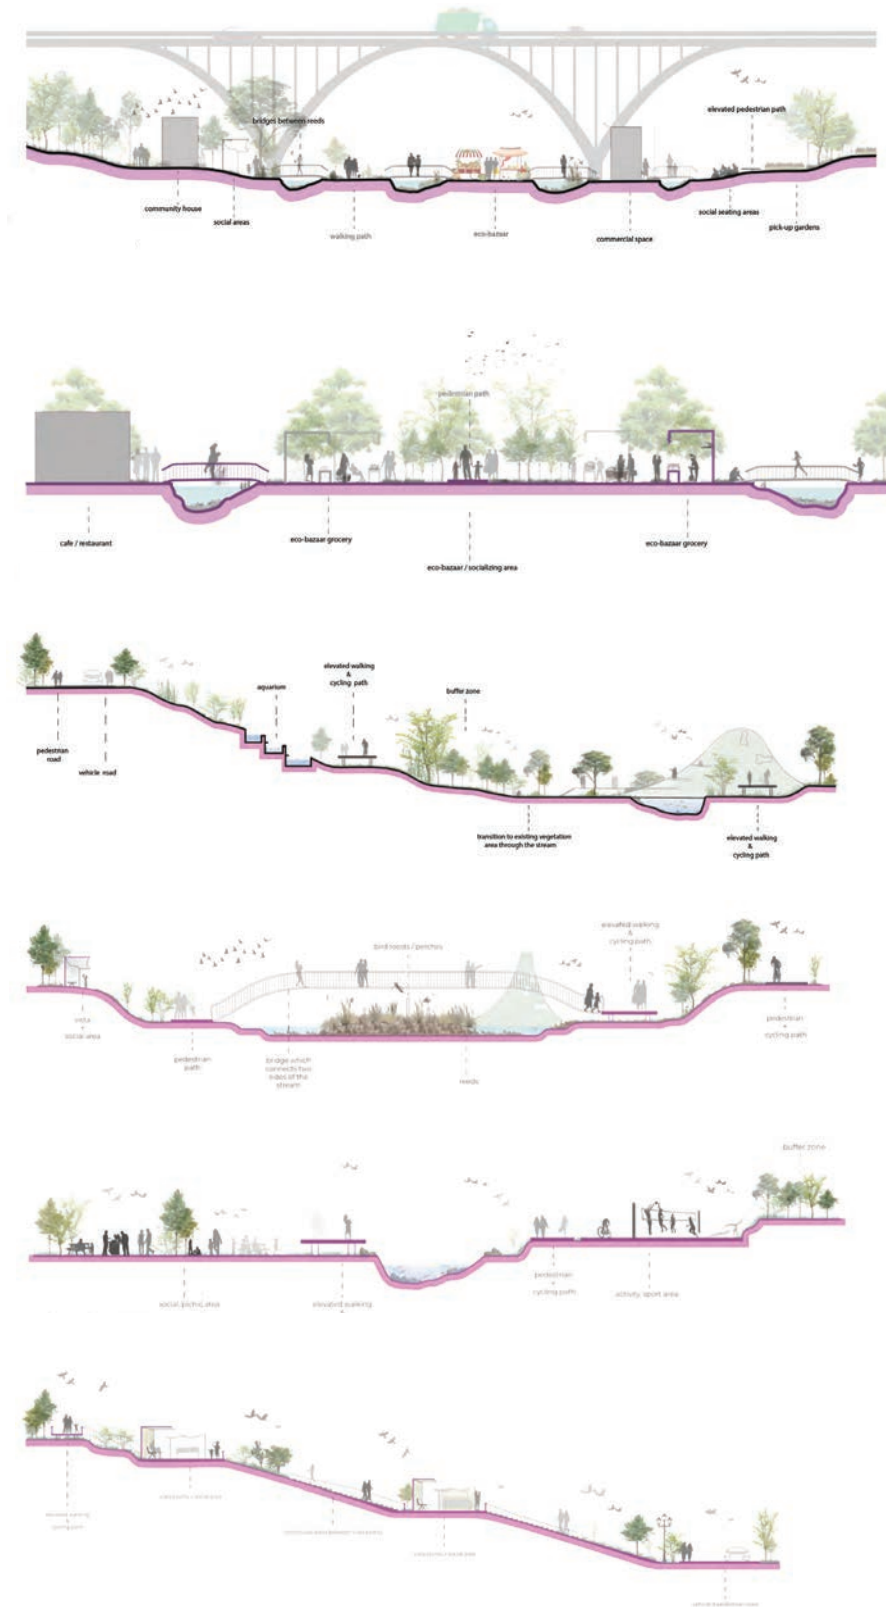 bridges between reeds
elevated pedestrian path
community house
social areas
walking path
eco-bazaar
commercial space
social seating areas
pick-up gardens
pedestrian path
cafe / restaurant
eco-bazaar grocery
eco-bazaar / socializing area
eco-bazaar grocery
elevated walking
&
cycling path
aquarium
buffer zone
pedestrian
road
vehicle road
transition to existing vegetation
area through the stream
elevated walking
&
cycling path
elevated walking
&
cycling path
bird roosts / perches
vista
social area
pedestrian
path
bridge which
connects two
sides of the
stream
reeds
pedestrian
cycling path
buffer zone
social, picnic area
elevated walking
pedestrian
cycling path
activity, sport area
cycling path